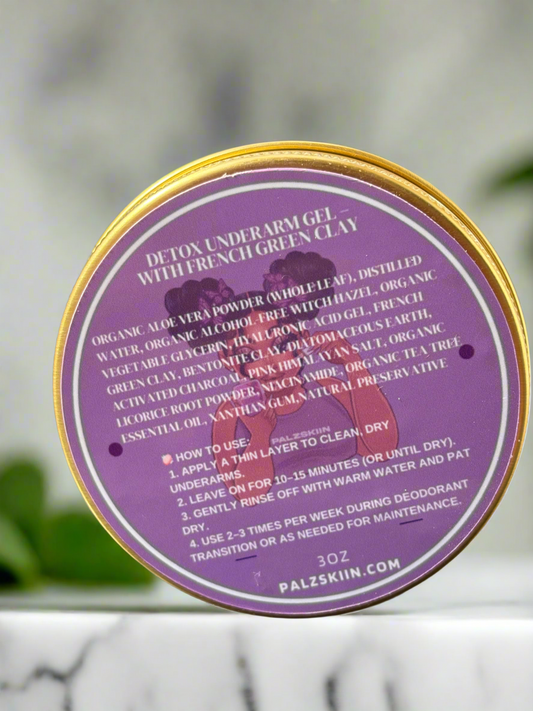 DETOX UNDERARM GEL –
WITH FRENCH GREEN CLAY
ORGANIC ALOE VERA POWDER (WHOLE LEAF), DISTILLED
WATER, ORGANIC ALCOHOL FREE WITCH HAZEL, ORGANIC
VEGETABLE GLYCERIN, HYALURONIC ACID GEL, FRENCH
GREEN CLAY, BENTONITE CLAY, DIATOMACEOUS EARTH,
ACTIVATED CHARCOAL, PINK HIMALAYAN SALT, ORGANIC
LICORICE ROOT POWDER, NIACINAMIDE, ORGANIC TEA TREE
ESSENTIAL OIL, XANTHAN GUM, NATURAL PRESERVATIVE
PALZSKIIN
HOW TO USE:
1. APPLY A THIN LAYER TO CLEAN, DRY
UNDERARMS.
2. LEAVE ON FOR 10–15 MINUTES (OR UNTIL DRY).
3. GENTLY RINSE OFF WITH WARM WATER AND PAT
DRY.
4. USE 2–3 TIMES PER WEEK DURING DEODORANT
TRANSITION OR AS NEEDED FOR MAINTENANCE.
3OZ
PALZSKIIN.COM